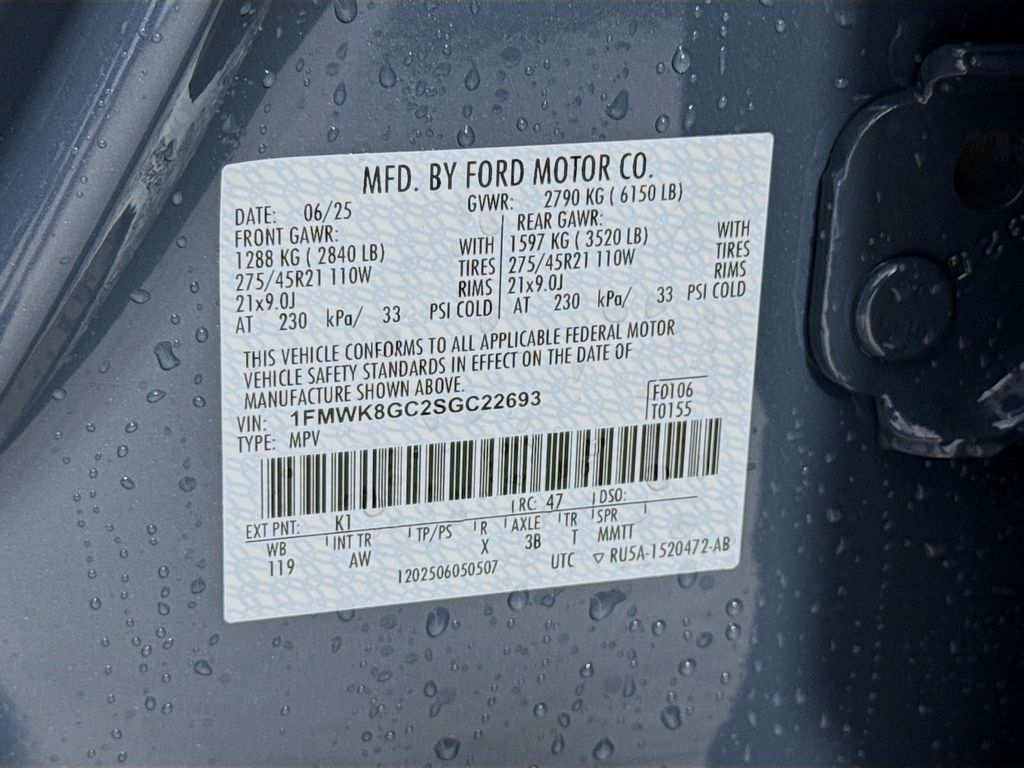 MFD. BY FORD MOTOR CO.
DATE: 06/25 GVWR: 2790 KG ( 6150 LB)
FRONT GAWR: REAR GAWR:
1288 KG ( 2840 LB) WITH 1597 KG ( 3520 LB) WITH
275/45R21 110W TIRES 275/45R21 110W TIRES
21x9.0J RIMS 21x9.0J RIMS
AT 230 kPa/ 33 PSI COLD AT 230 kPa/ 33 PSI COLD
THIS VEHICLE CONFORMS TO ALL APPLICABLE FEDERAL MOTOR
VEHICLE SAFETY STANDARDS IN EFFECT ON THE DATE OF
MANUFACTURE SHOWN ABOVE.
VIN: 1FMWK8GC2SGC22693 F0106
TYPE: MPV T0155
EXT PNT: K1 RC: 47 DSO:
WB INT TR TP/PS R AXLE TR SPR
119 AW X 3B T MMTT
1202506050507 UTC ▽ RU5A-1520472-AB